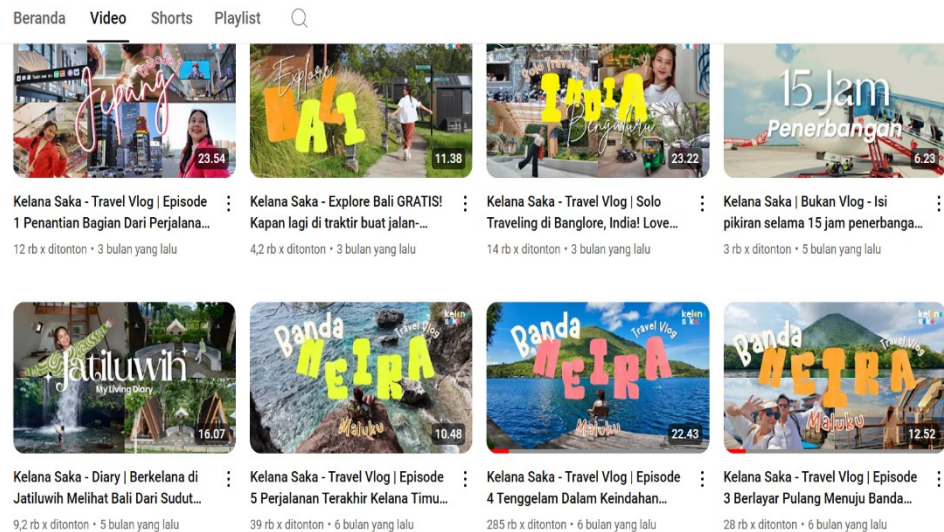 Beranda Video Shorts Playlist
Jepang
23.54
Explore
BALI
11.38
Solo Traveling
INDIA
Bengaluru
23.22
15 Jam
Penerbangan
6.23
Kelana Saka - Travel Vlog | Episode
1 Penantian Bagian Dari Perjalana...
12 rb x ditonton • 3 bulan yang lalu
Kelana Saka - Explore Bali GRATIS!
Kapan lagi di traktir buat jalan-...
4,2 rb x ditonton • 3 bulan yang lalu
Kelana Saka - Travel Vlog | Solo
Traveling di Banglore, India! Love...
14 rb x ditonton • 3 bulan yang lalu
Kelana Saka | Bukan Vlog - Isi
pikiran selama 15 jam penerbanga...
3 rb x ditonton • 5 bulan yang lalu
Jatiluwih
My Living Diary
16.07
Banda
Travel Vlog
NEIRA
Maluku
10.48
kelana
saka
Banda
Travel Vlog
NEIRA
Maluku
22.43
kelana
saka
Banda
Travel Vlog
NEIRA
Maluku
12.52
Kelana Saka - Diary | Berkelana di
Jatiluwih Melihat Bali Dari Sudut...
9,2 rb x ditonton • 5 bulan yang lalu
Kelana Saka - Travel Vlog | Episode
5 Perjalanan Terakhir Kelana Timu...
39 rb x ditonton • 6 bulan yang lalu
Kelana Saka - Travel Vlog | Episode
4 Tenggelam Dalam Keindahan...
285 rb x ditonton • 6 bulan yang lalu
Kelana Saka - Travel Vlog | Episode
3 Berlayar Pulang Menuju Banda...
28 rb x ditonton • 6 bulan yang lalu